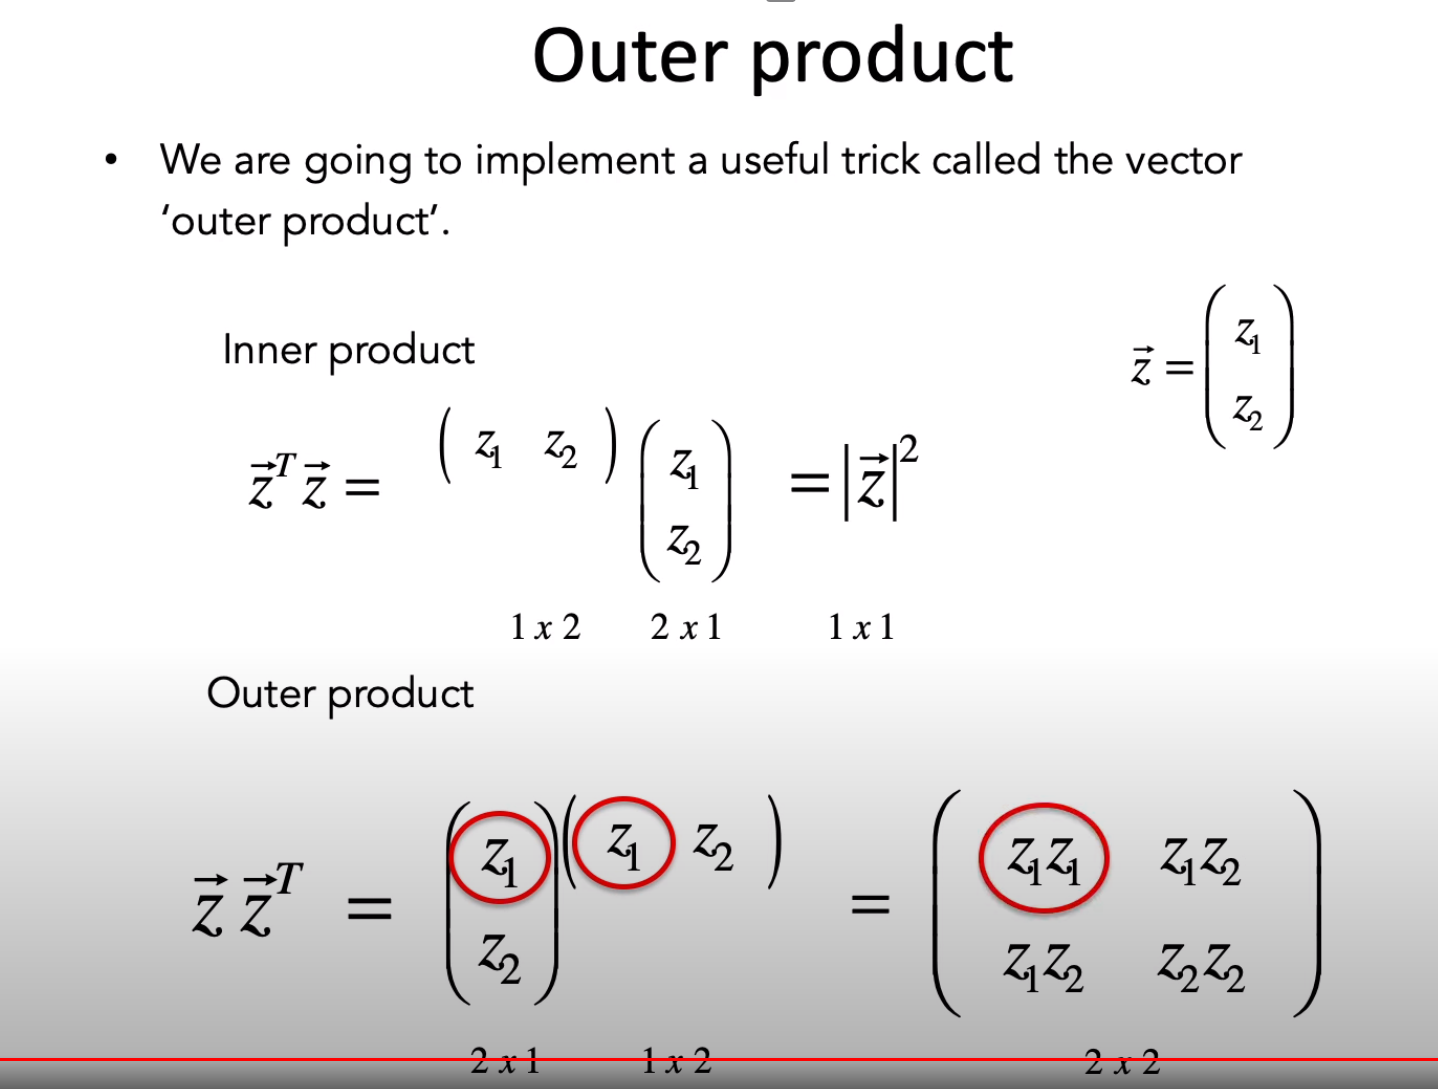 Outer product
• We are going to implement a useful trick called the vector
‘outer product’.
Inner product
$\vec{z} = \begin{pmatrix} z_1 \\ z_2 \end{pmatrix}$
$\vec{z}^T \vec{z} = \begin{pmatrix} z_1 & z_2 \end{pmatrix} \begin{pmatrix} z_1 \\ z_2 \end{pmatrix} = |\vec{z}|^2$
1 x 2 2 x 1 1 x 1
Outer product
$\vec{z} \, \vec{z}^T = \begin{pmatrix} z_1 \\ z_2 \end{pmatrix} \begin{pmatrix} z_1 & z_2 \end{pmatrix} = \begin{pmatrix} z_1 z_1 & z_1 z_2 \\ z_1 z_2 & z_2 z_2 \end{pmatrix}$
2 x 1 1 x 2 2 x 2